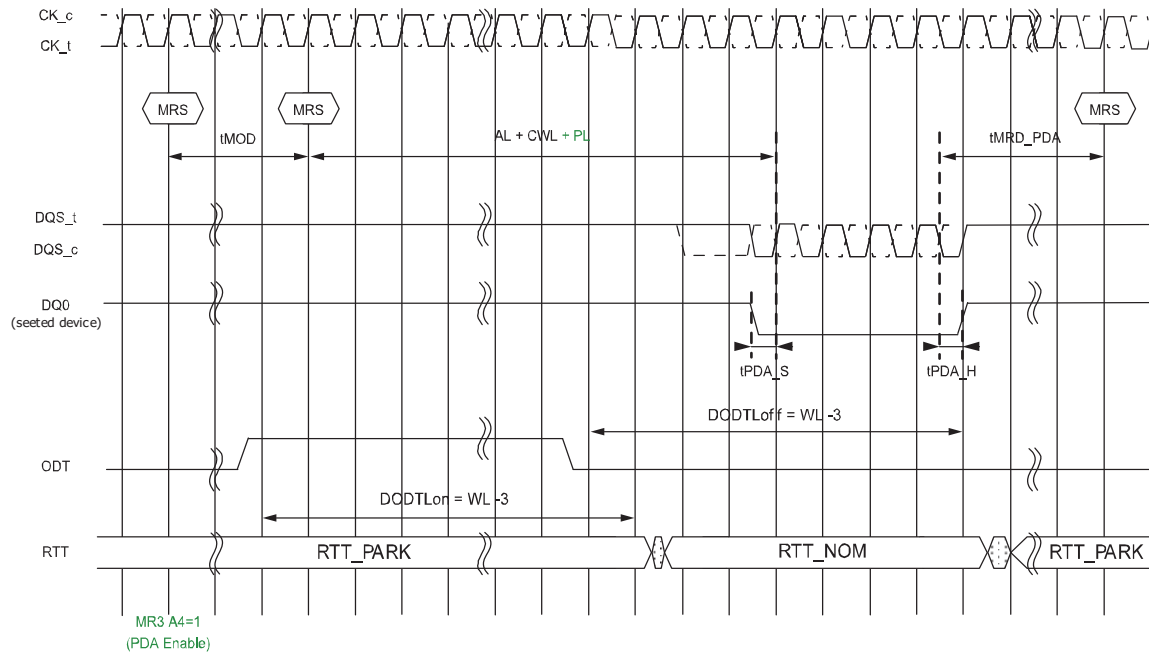 CK_c
CK_t
MRS
MRS
MRS
tMOD
AL + CWL + PL
tMRD_PDA
DQS_t
DQS_c
DQ0
(seeted device)
tPDA_S
tPDA_H
DODTLoff = WL -3
ODT
DODTLon = WL -3
RTT
RTT_PARK
RTT_NOM
RTT_PARK
MR3 A4=1
(PDA Enable)